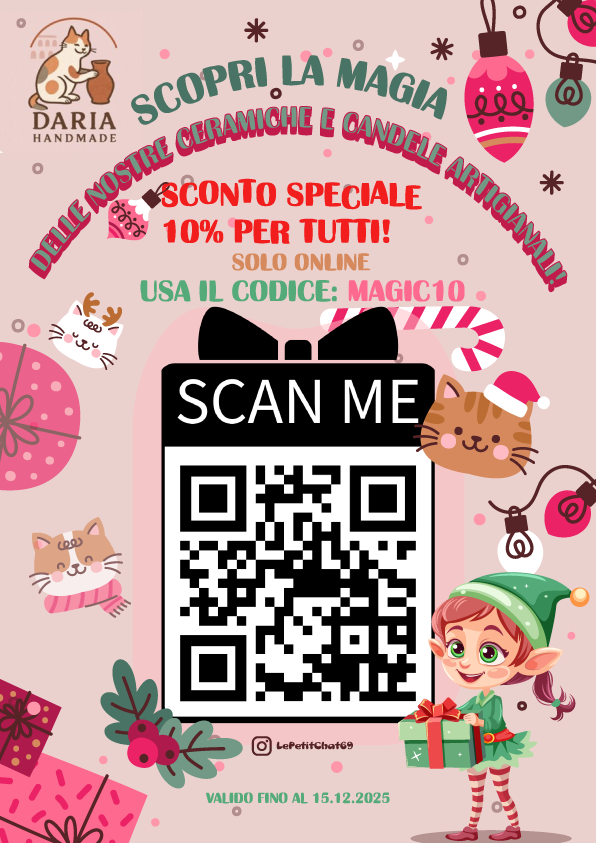 DARIA
HANDMADE
SCOPRI LA MAGIA
DELLE NOSTRE CERAMICHE E CANDELE ARTIGIANALI!
SCONTO SPECIALE
10% PER TUTTI!
SOLO ONLINE
USA IL CODICE: MAGIC10
SCAN ME
LePetitChat69
VALIDO FINO AL 15.12.2025